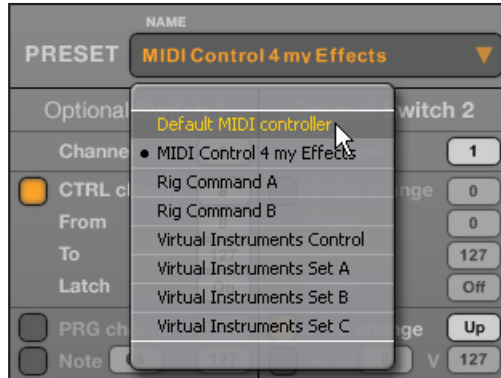 NAME
PRESET MIDI Control 4 my Effects
Optional witch 2
Default MIDI controller
Channe 1
• MIDI Control 4 my Effects
CTRL c nge 0
Rig Command A
From 0
Rig Command B
To 127
Virtual Instruments Control
Latch Off
Virtual Instruments Set A
Virtual Instruments Set B
PRG ch ange Up
Virtual Instruments Set C
Note V 127